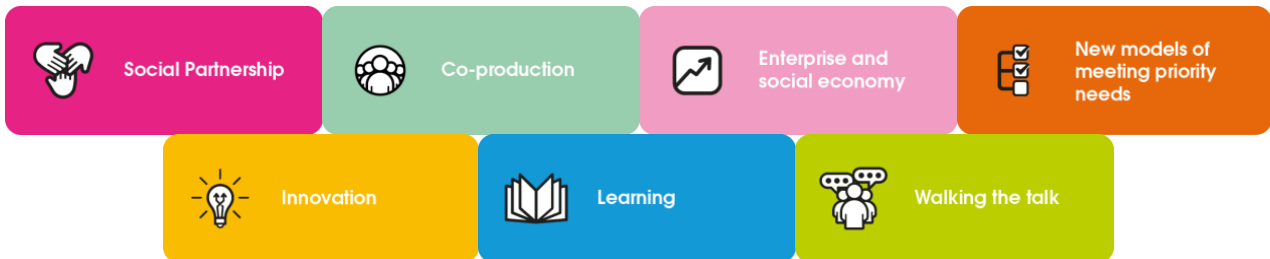 Social Partnership
Co-production
Enterprise and
social economy
New models of
meeting priority
needs
Innovation
Learning
Walking the talk